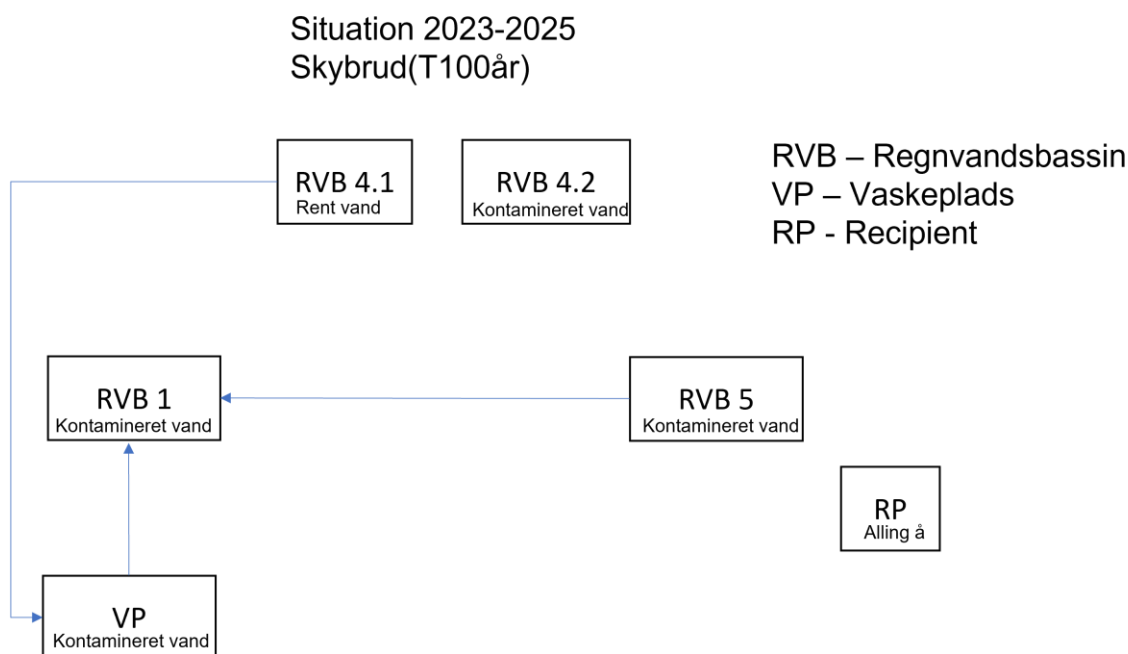 Situation 2023-2025
Skybrud(T100år)
RVB 4.1
Rent vand
RVB 4.2
Kontamineret vand
RVB – Regnvandsbassin
VP – Vaskeplads
RP - Recipient
RVB 1
Kontamineret vand
RVB 5
Kontamineret vand
RP
Alling å
VP
Kontamineret vand